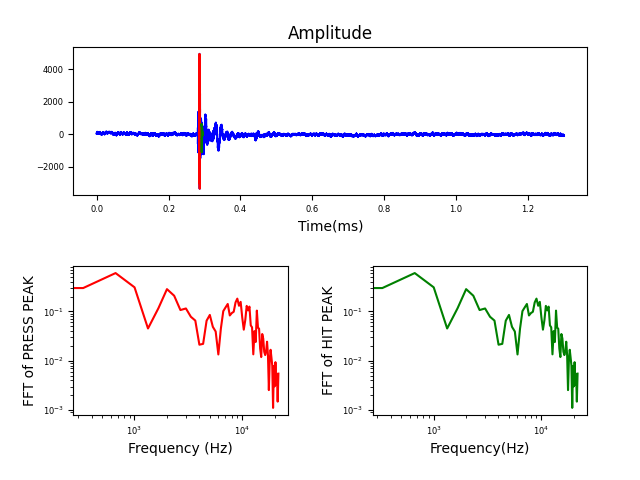 Amplitude
4000
2000
0
−2000
0.0 0.2 0.4 0.6 0.8 1.0 1.2
Time(ms)
FFT of PRESS PEAK
10⁻¹
10⁻²
10⁻³
10³ 10⁴
Frequency (Hz)
FFT of HIT PEAK
10⁻¹
10⁻²
10⁻³
10³ 10⁴
Frequency(Hz)